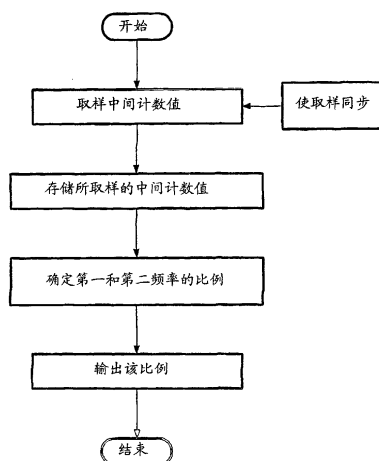 开始
取样中间计数值
使取样同步
存储所取样的中间计数值
确定第一和第二频率的比例
输出该比例
结束